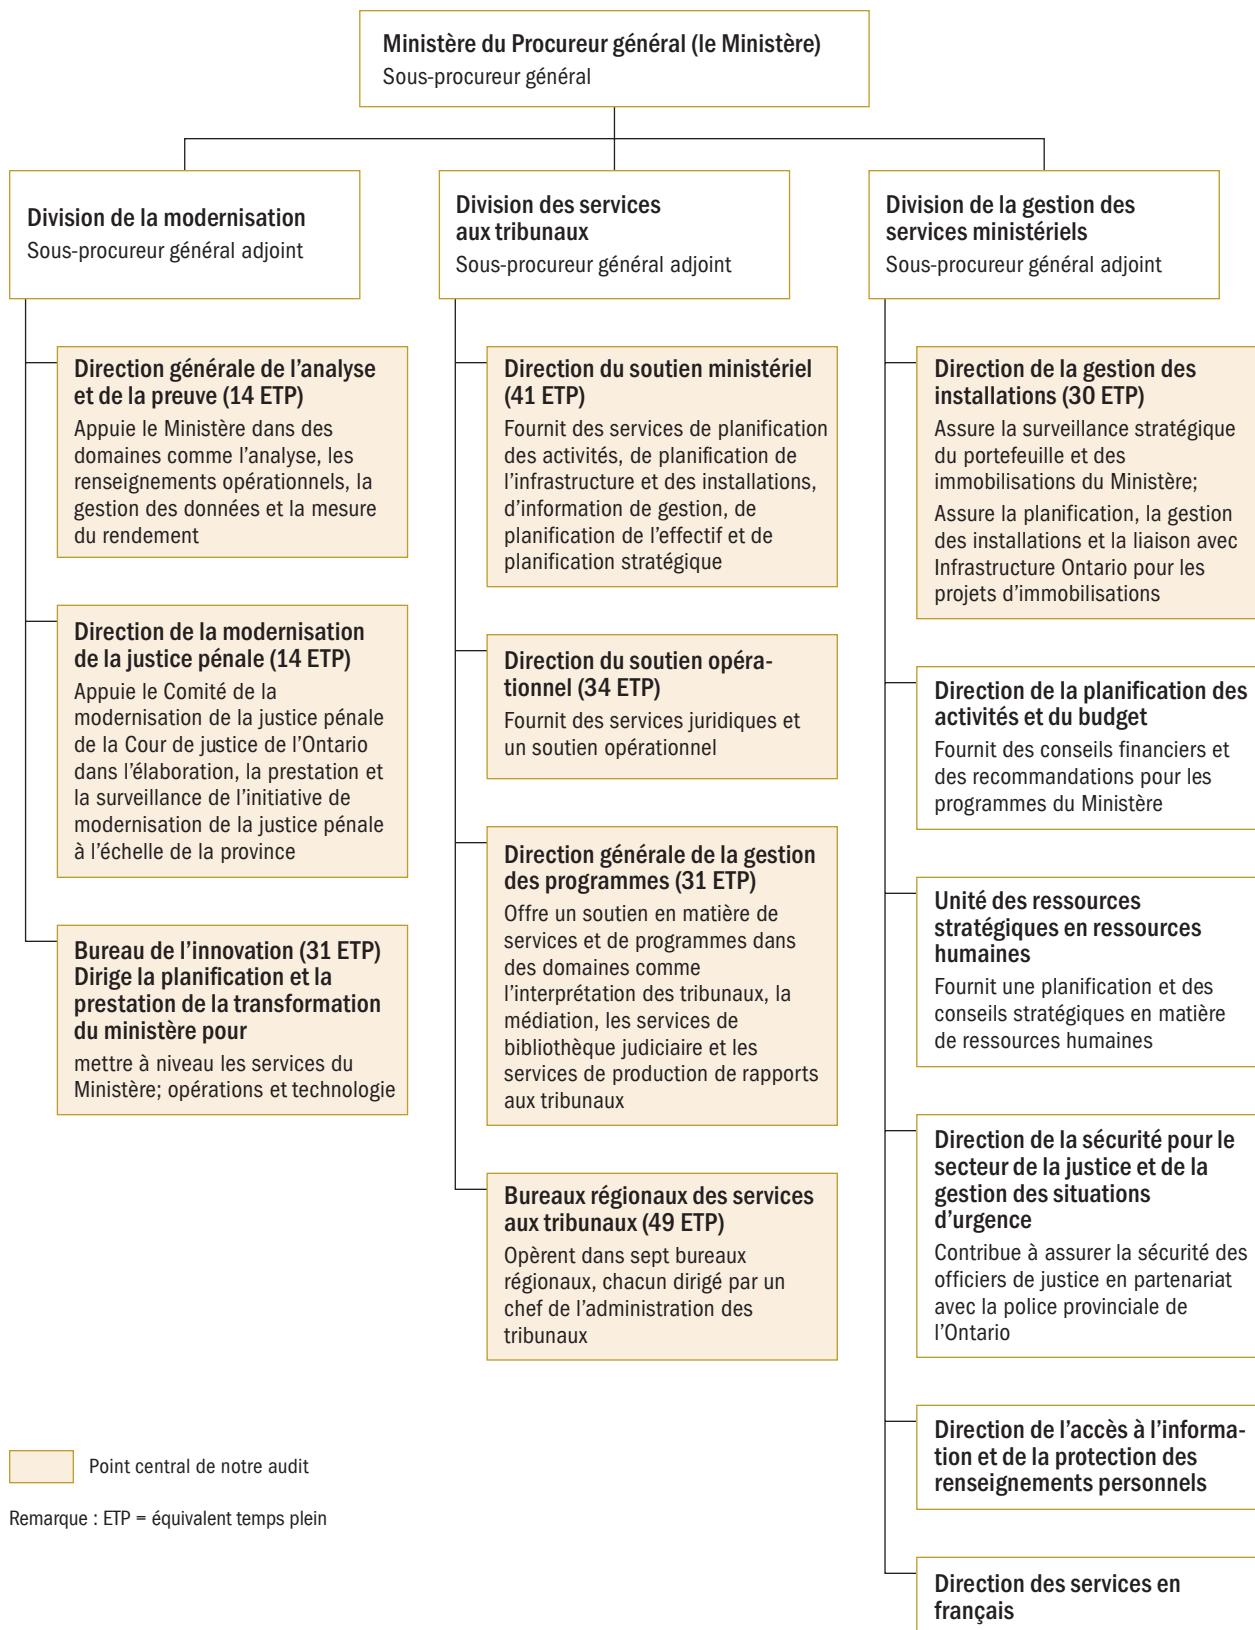 Ministère du Procureur général (le Ministère)
Sous-procureur général
Division de la modernisation
Sous-procureur général adjoint
Direction générale de l'analyse
et de la preuve (14 ETP)
Appuie le Ministère dans des
domaines comme l'analyse, les
renseignements opérationnels, la
gestion des données et la mesure
du rendement
Direction de la modernisation
de la justice pénale (14 ETP)
Appuie le Comité de la
modernisation de la justice pénale
de la Cour de justice de l'Ontario
dans l'élaboration, la prestation et
la surveillance de l'initiative de
modernisation de la justice pénale
à l'échelle de la province
Bureau de l'innovation (31 ETP)
Dirige la planification et la
prestation de la transformation
du ministère pour
mettre à niveau les services du
Ministère; opérations et technologie
Division des services
aux tribunaux
Sous-procureur général adjoint
Direction du soutien ministériel
(41 ETP)
Fournit des services de planification
des activités, de planification de
l'infrastructure et des installations,
d'information de gestion, de
planification de l'effectif et de
planification stratégique
Direction du soutien opéra-
tionnel (34 ETP)
Fournit des services juridiques et
un soutien opérationnel
Direction générale de la gestion
des programmes (31 ETP)
Offre un soutien en matière de
services et de programmes dans
des domaines comme
l'interprétation des tribunaux, la
médiation, les services de
bibliothèque judiciaire et les
services de production de rapports
aux tribunaux
Bureaux régionaux des services
aux tribunaux (49 ETP)
Opèrent dans sept bureaux
régionaux, chacun dirigé par un
chef de l'administration des
tribunaux
Division de la gestion des
services ministériels
Sous-procureur général adjoint
Direction de la gestion des
installations (30 ETP)
Assure la surveillance stratégique
du portefeuille et des
immobilisations du Ministère;
Assure la planification, la gestion
des installations et la liaison avec
Infrastructure Ontario pour les
projets d'immobilisations
Direction de la planification des
activités et du budget
Fournit des conseils financiers et
des recommandations pour les
programmes du Ministère
Unité des ressources
stratégiques en ressources
humaines
Fournit une planification et des
conseils stratégiques en matière
de ressources humaines
Direction de la sécurité pour le
secteur de la justice et de la
gestion des situations
d'urgence
Contribue à assurer la sécurité des
officiers de justice en partenariat
avec la police provinciale de
l'Ontario
Direction de l'accès à l'informa-
tion et de la protection des
renseignements personnels
Direction des services en
français
Point central de notre audit
Remarque : ETP = équivalent temps plein